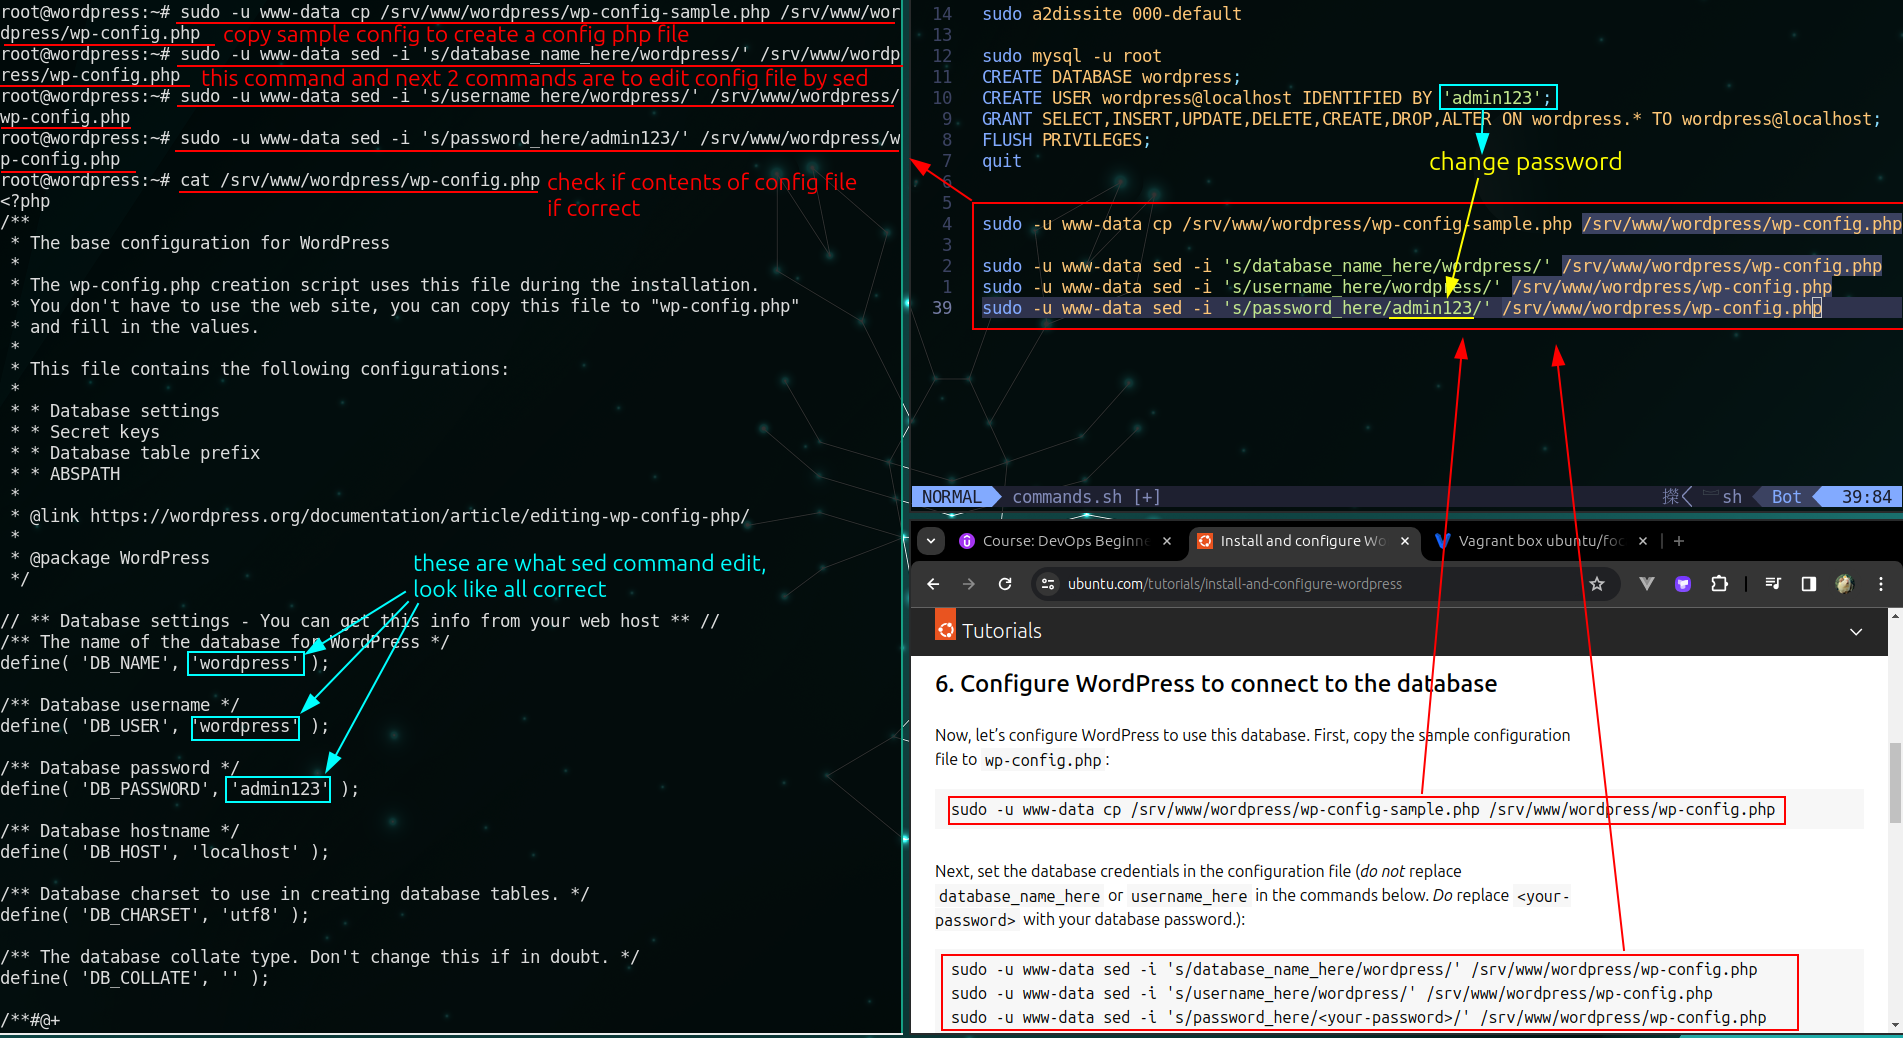 root@wordpress:~# sudo -u www-data cp /srv/www/wordpress/wp-config-sample.php /srv/www/wor
dpress/wp-config.php
copy sample config to create a config php file
root@wordpress:~# sudo -u www-data sed -i 's/database_name_here/wordpress/' /srv/www/wordp
ress/wp-config.php
this command and next 2 commands are to edit config file by sed
root@wordpress:~# sudo -u www-data sed -i 's/username_here/wordpress/' /srv/www/wordpress/
wp-config.php
root@wordpress:~# sudo -u www-data sed -i 's/password_here/admin123/' /srv/www/wordpress/w
p-config.php
root@wordpress:~# cat /srv/www/wordpress/wp-config.php
check if contents of config file
if correct
<?php
/**
 * The base configuration for WordPress
 *
 * The wp-config.php creation script uses this file during the installation.
 * You don't have to use the web site, you can copy this file to "wp-config.php"
 * and fill in the values.
 *
 * This file contains the following configurations:
 *
 * * Database settings
 * * Secret keys
 * * Database table prefix
 * * ABSPATH
 *
 * @link https://wordpress.org/documentation/article/editing-wp-config-php/
 *
 * @package WordPress
 */
these are what sed command edit,
look like all correct
// ** Database settings - You can get this info from your web host ** //
/** The name of the database for WordPress */
define( 'DB_NAME', 'wordpress' );
/** Database username */
define( 'DB_USER', 'wordpress' );
/** Database password */
define( 'DB_PASSWORD', 'admin123' );
/** Database hostname */
define( 'DB_HOST', 'localhost' );
/** Database charset to use in creating database tables. */
define( 'DB_CHARSET', 'utf8' );
/** The database collate type. Don't change this if in doubt. */
define( 'DB_COLLATE', '' );
/**#@+
14 sudo a2dissite 000-default
13
12 sudo mysql -u root
11 CREATE DATABASE wordpress;
10 CREATE USER wordpress@localhost IDENTIFIED BY 'admin123';
9 GRANT SELECT,INSERT,UPDATE,DELETE,CREATE,DROP,ALTER ON wordpress.* TO wordpress@localhost;
8 FLUSH PRIVILEGES;
7 quit
change password
6
5
4 sudo -u www-data cp /srv/www/wordpress/wp-config-sample.php /srv/www/wordpress/wp-config.php
3
2 sudo -u www-data sed -i 's/database_name_here/wordpress/' /srv/www/wordpress/wp-config.php
1 sudo -u www-data sed -i 's/username_here/wordpress/' /srv/www/wordpress/wp-config.php
39 sudo -u www-data sed -i 's/password_here/admin123/' /srv/www/wordpress/wp-config.php
NORMAL commands.sh [+] sh Bot 39:84
Course: DevOps Beginne Install and configure Wo Vagrant box ubuntu/foc
ubuntu.com/tutorials/install-and-configure-wordpress
Tutorials
6. Configure WordPress to connect to the database
Now, let’s configure WordPress to use this database. First, copy the sample configuration
file to wp-config.php:
sudo -u www-data cp /srv/www/wordpress/wp-config-sample.php /srv/www/wordpress/wp-config.php
Next, set the database credentials in the configuration file (do not replace
database_name_here or username_here in the commands below. Do replace <your-
password> with your database password.):
sudo -u www-data sed -i 's/database_name_here/wordpress/' /srv/www/wordpress/wp-config.php
sudo -u www-data sed -i 's/username_here/wordpress/' /srv/www/wordpress/wp-config.php
sudo -u www-data sed -i 's/password_here/<your-password>/' /srv/www/wordpress/wp-config.php